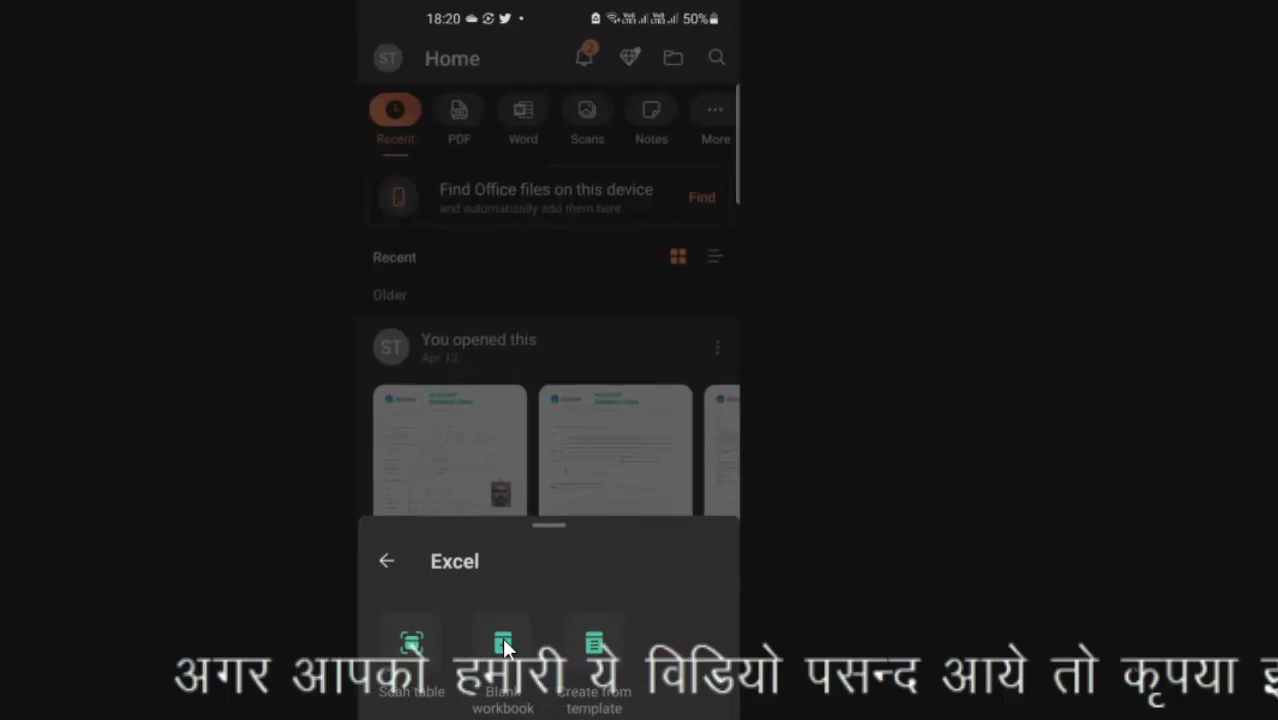 18:20 50%
ST Home 2
Recent PDF Word Scans Notes More
Find Office files on this device
and automatically add them here
Find
Recent
Older
ST You opened this
Apr 12
Excel
Scan table
Blank workbook
Create from template
अगर आपको हमारी ये विडियो पसन्द आये तो कृपया